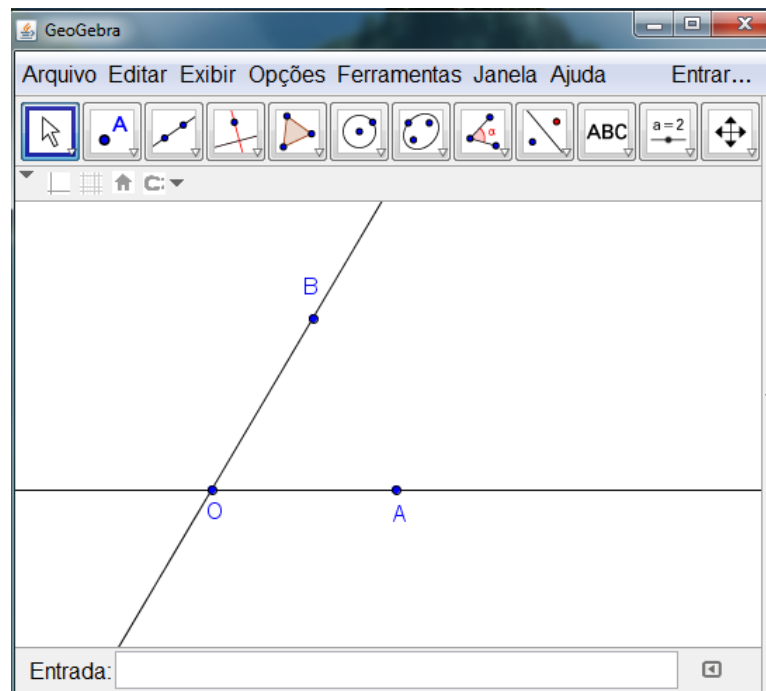 GeoGebra
Arquivo Editar Exibir Opções Ferramentas Janela Ajuda Entrar...
A α ABC a=2
B
O A
Entrada: